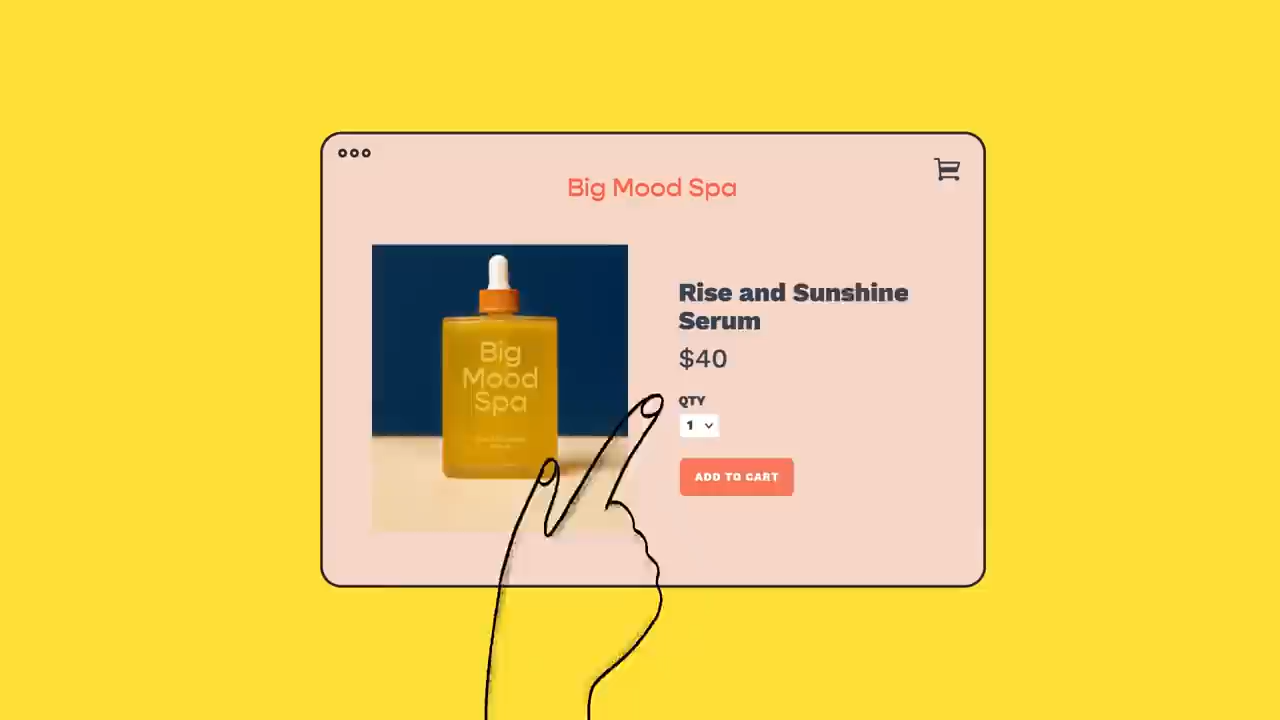 Big Mood Spa
Big
Mood
Spa
Rise and Sunshine
Serum
$40
QTY
1
ADD TO CART